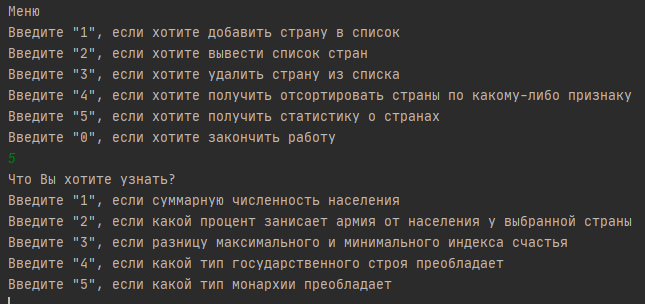 Меню
Введите "1", если хотите добавить страну в список
Введите "2", если хотите вывести список стран
Введите "3", если хотите удалить страну из списка
Введите "4", если хотите получить отсортировать страны по какому-либо признаку
Введите "5", если хотите получить статистику о странах
Введите "0", если хотите закончить работу
5
Что Вы хотите узнать?
Введите "1", если суммарную численность населения
Введите "2", если какой процент занисает армия от населения у выбранной страны
Введите "3", если разницу максимального и минимального индекса счастья
Введите "4", если какой тип государственного строя преобладает
Введите "5", если какой тип монархии преобладает